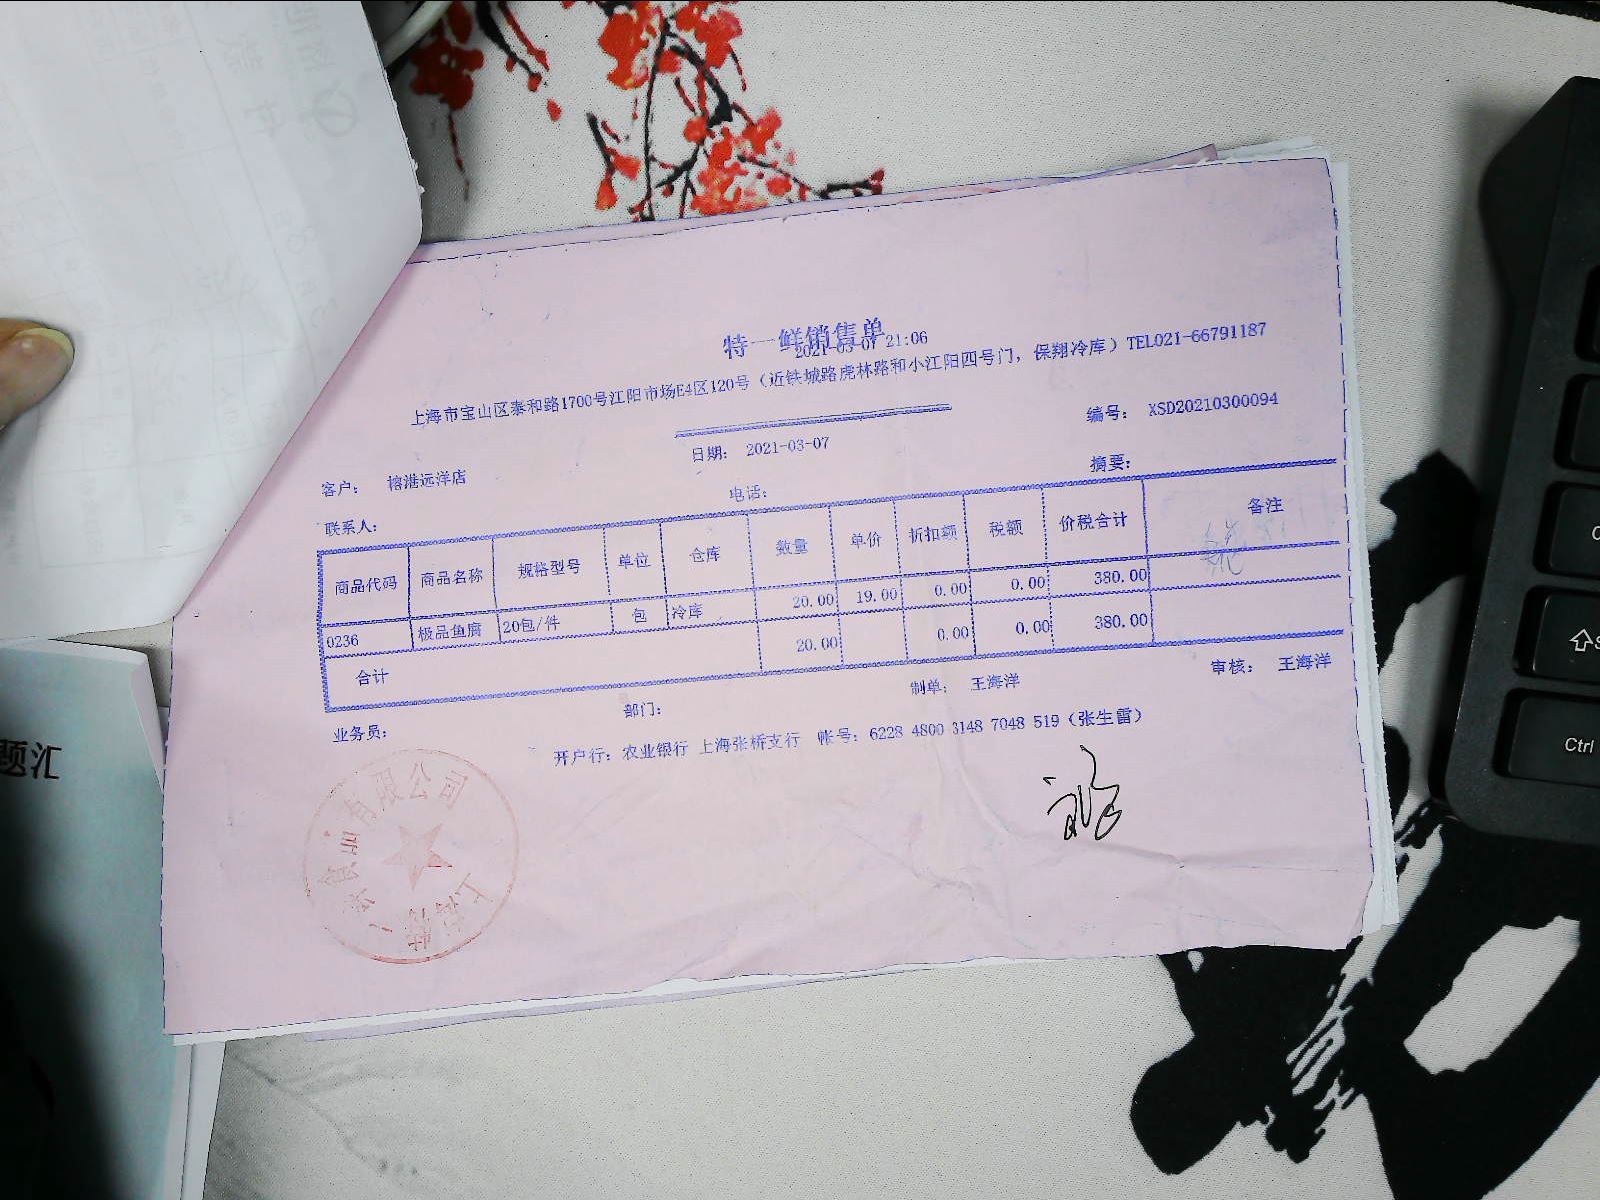 特一鲜销售单
2021-03-07 21:06
上海市宝山区泰和路1700号江阳市场E4区120号（近铁城路虎林路和小江阳四号门，保翔冷库）TEL021-66791187
日期： 2021-03-07
编号： XSD20210300094
客户： 榕港远洋店
电话：
摘要：
联系人：
商品代码 商品名称 规格型号 单位 仓库 数量 单价 折扣额 税额 价税合计 备注
0236 极品鱼腐 20包/件 包 冷库 20.00 19.00 0.00 0.00 380.00
合计 20.00 0.00 0.00 380.00
业务员： 部门： 制单： 王海洋 审核： 王海洋
开户行：农业银行 上海张桥支行 帐号：6228 4800 3148 7048 519（张生雷）
题汇
Ctrl